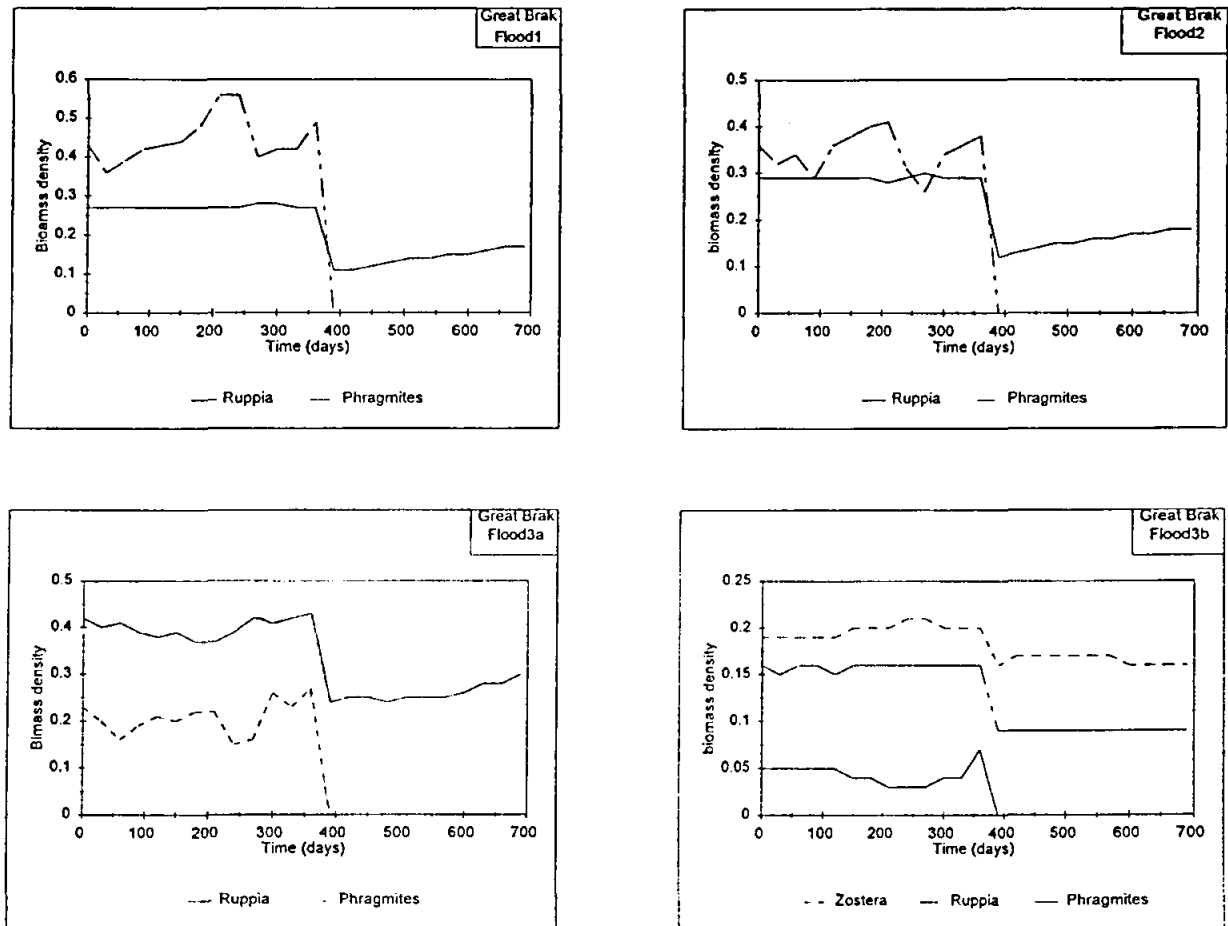 Great Brak
Flood1
0.6
0.5
0.4
0.3
0.2
0.1
0
Bioamss density
0 100 200 300 400 500 600 700
Time (days)
Ruppia Phragmites
Great Brak
Flood2
0.5
0.4
0.3
0.2
0.1
0
biomass density
0 100 200 300 400 500 600 700
Time (days)
Ruppia Phragmites
Great Brak
Flood3a
0.5
0.4
0.3
0.2
0.1
0
Bimass density
0 100 200 300 400 500 600 700
Time (days)
Ruppia Phragmites
Great Brak
Flood3b
0.25
0.2
0.15
0.1
0.05
0
biomass density
0 100 200 300 400 500 600 700
Time (days)
Zostera Ruppia Phragmites